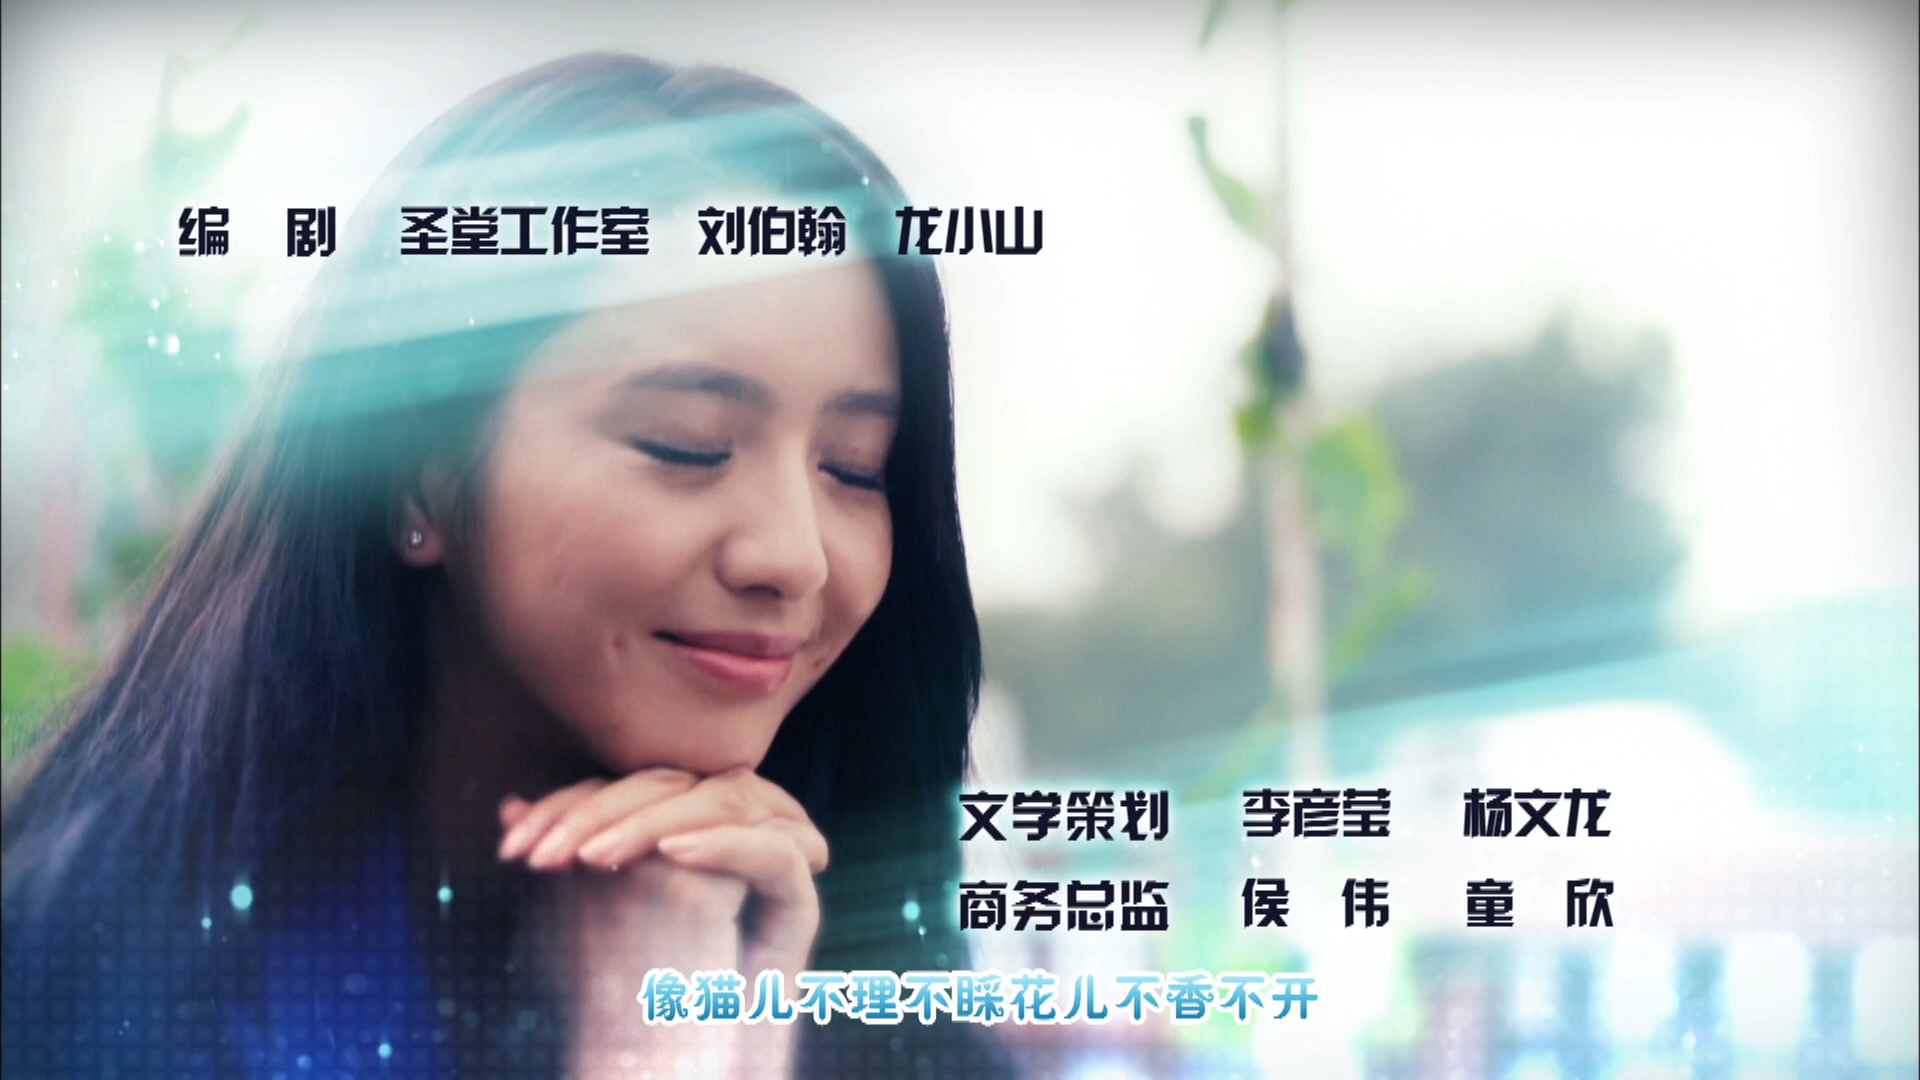 编 剧 圣堂工作室 刘伯翰 龙小山
文学策划 李彦莹 杨文龙
商务总监 侯 伟 童 欣
像猫儿不理不睬花儿不香不开